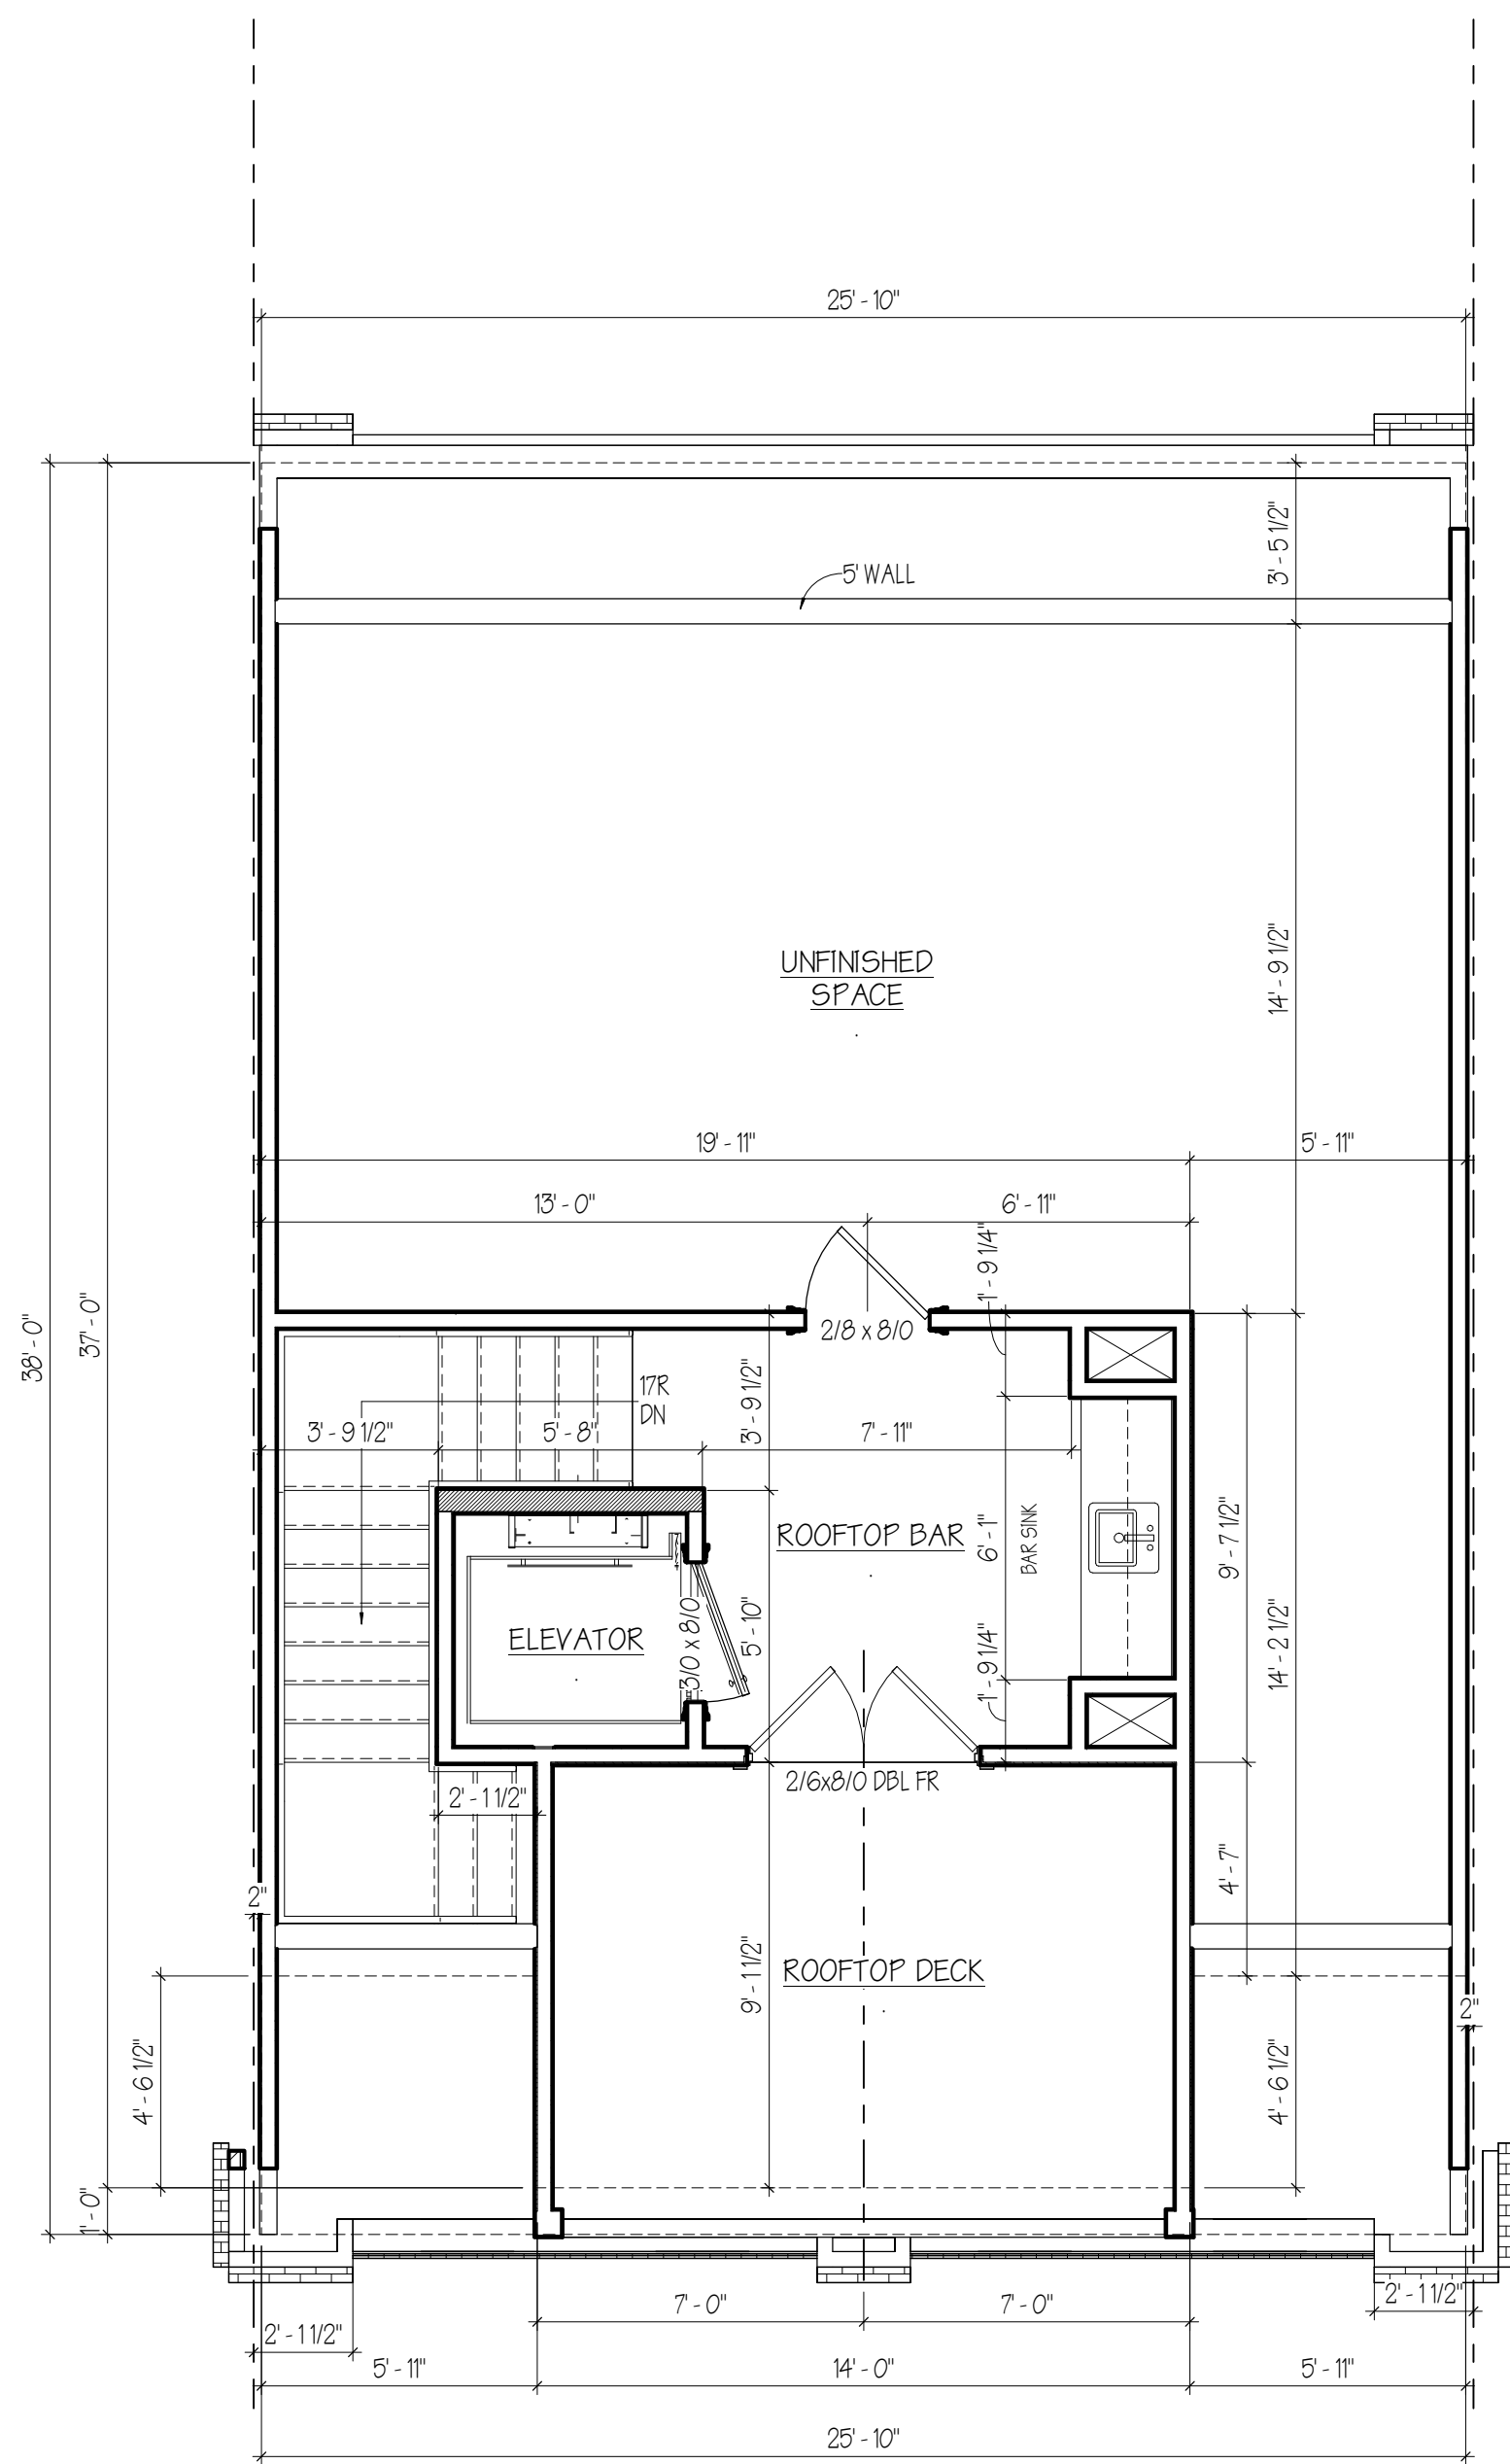 25' - 10"
3' - 5 1/2"
5' WALL
38' - 0"
37' - 0"
14' - 9 1/2"
UNFINISHED
SPACE
19' - 11"
5' - 11"
13' - 0"
6' - 11"
1' - 9 1/4"
2/8 x 8/0
17R
DN
3' - 9 1/2"
5' - 8"
3' - 9 1/2"
7' - 11"
ROOFTOP BAR
6' - 1"
BAR SINK
9' - 7 1/2"
ELEVATOR
3/0 x 8/0
5' - 10"
1' - 9 1/4"
14' - 2 1/2"
2/6x8/0 DBL FR
2' - 1 1/2"
2"
4' - 7"
ROOFTOP DECK
9' - 1 1/2"
2"
4' - 6 1/2"
4' - 6 1/2"
1' - 0"
7' - 0"
7' - 0"
2' - 1 1/2"
2' - 1 1/2"
5' - 11"
14' - 0"
5' - 11"
25' - 10"